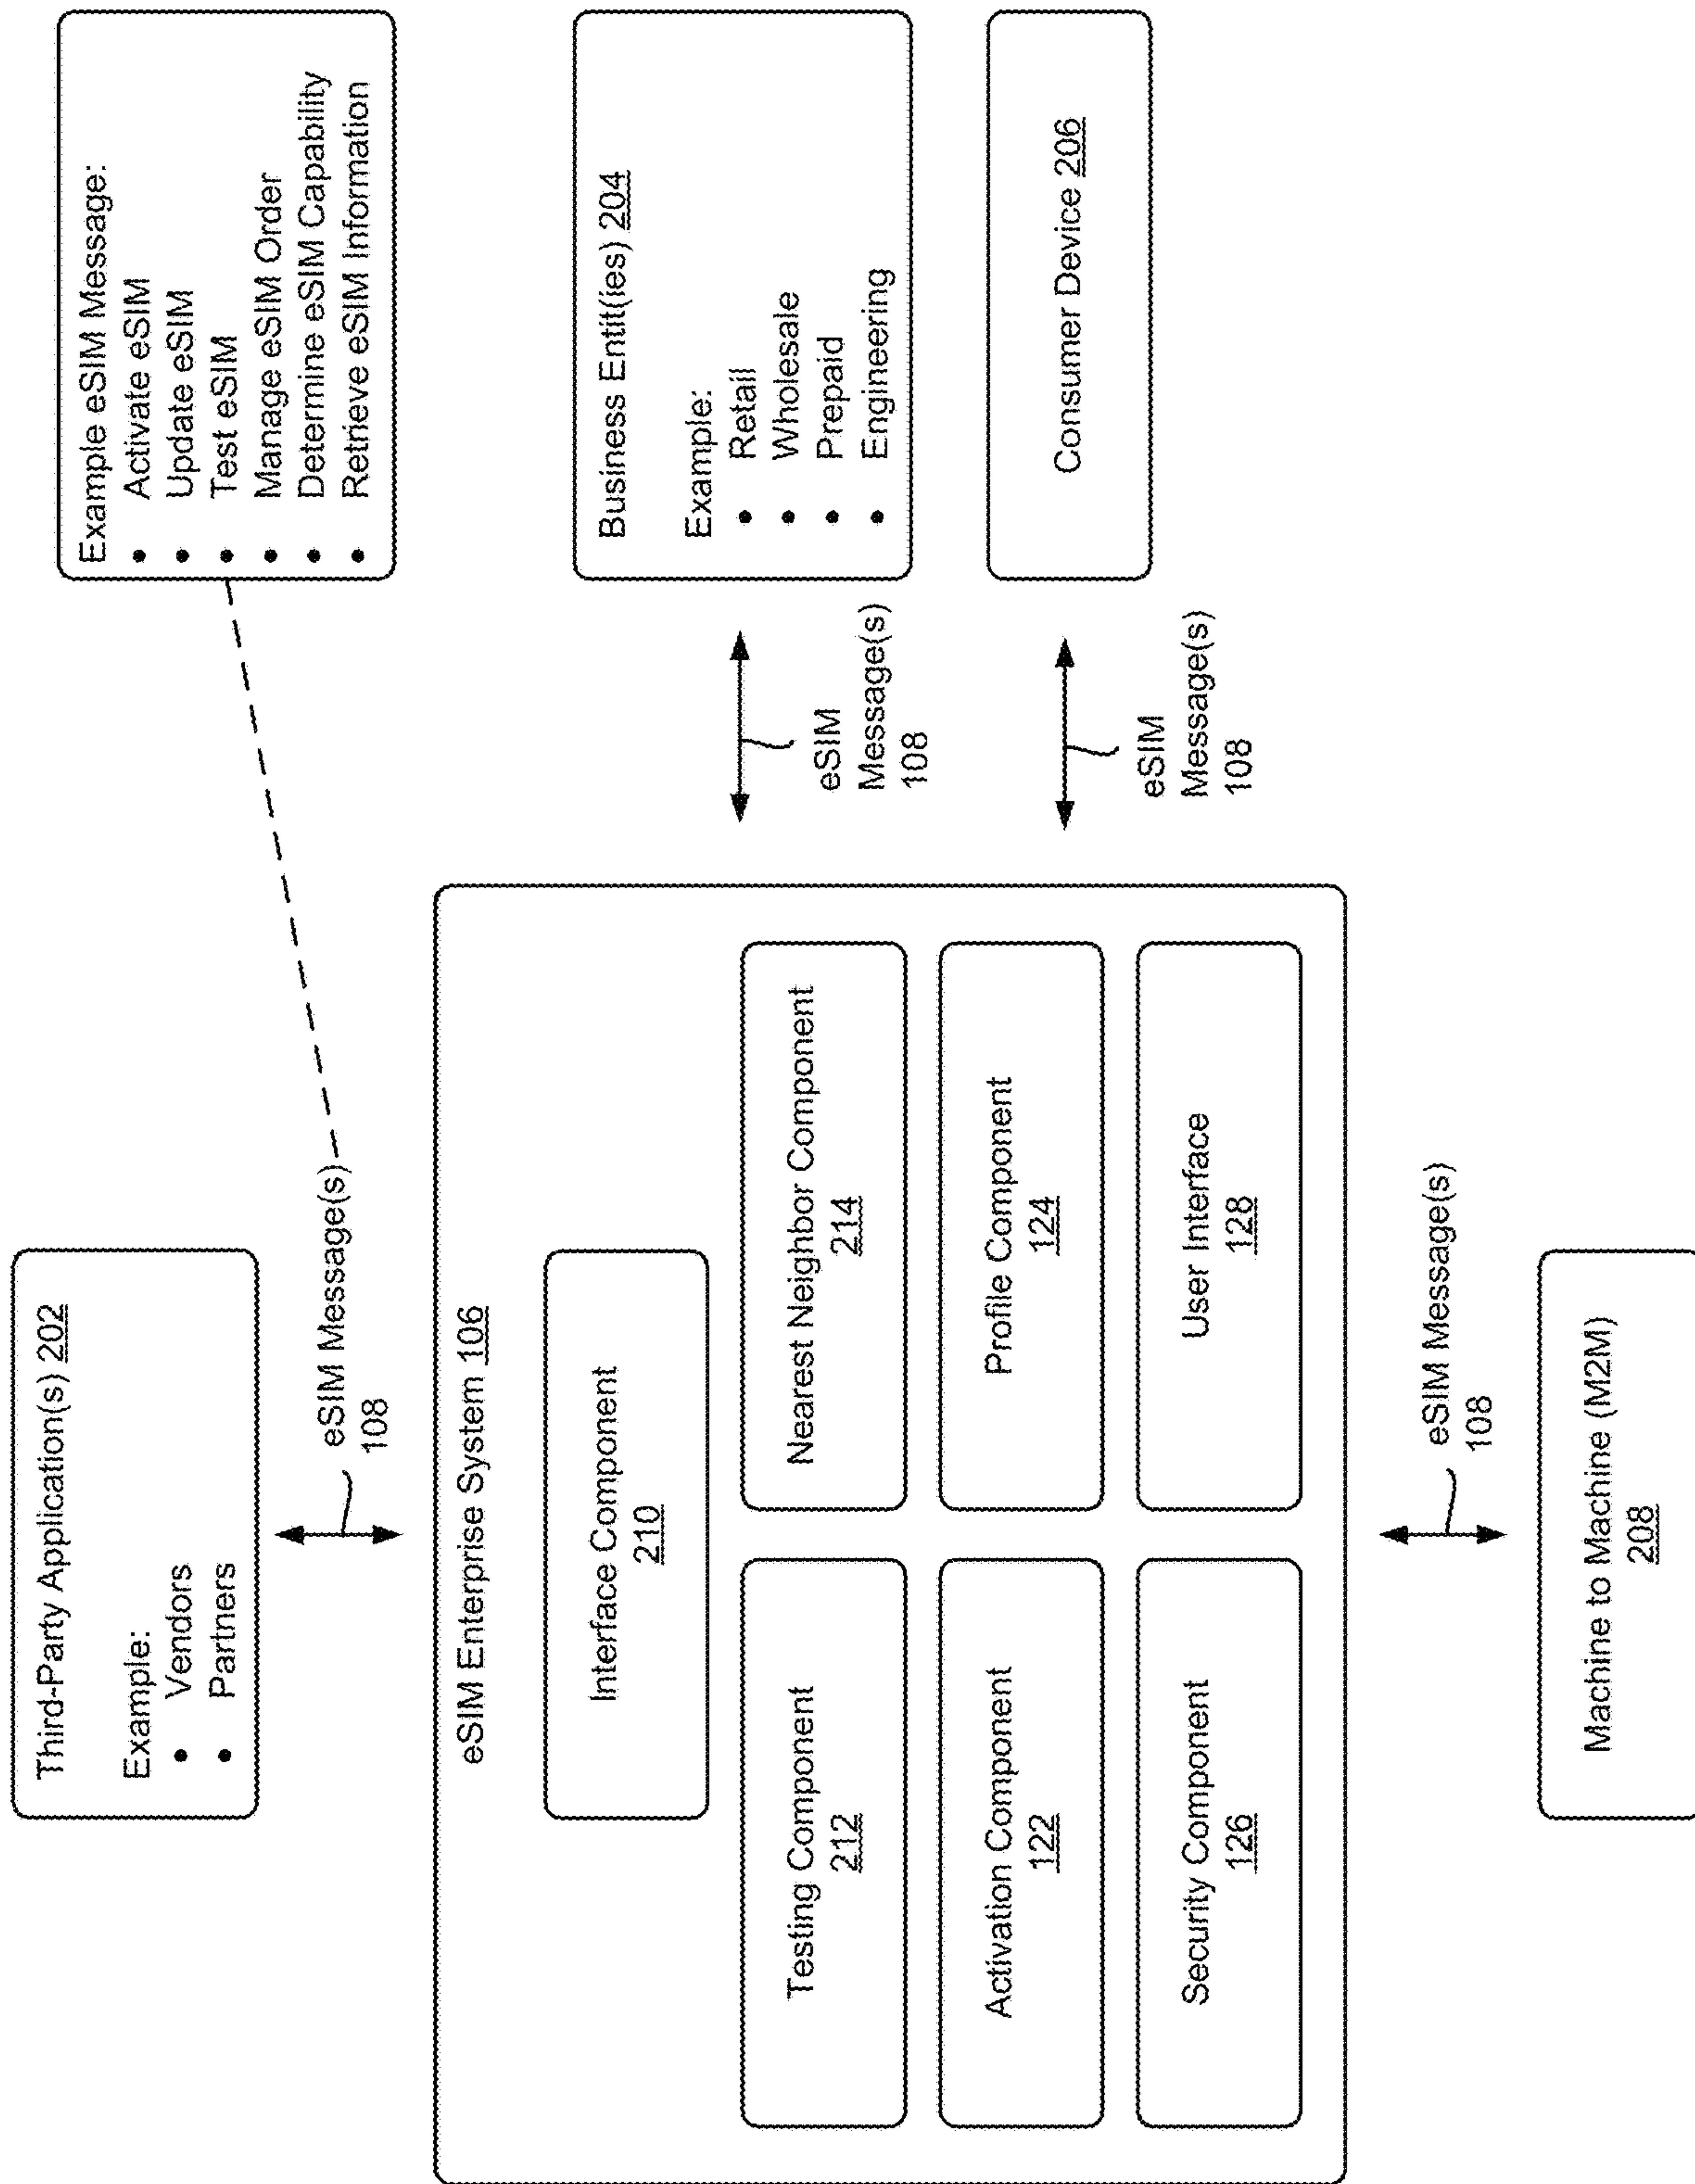 Third-Party Application(s) 202
Example:
• Vendors
• Partners
eSIM Message(s)
108
Example eSIM Message:
• Activate eSIM
• Update eSIM
• Test eSIM
• Manage eSIM Order
• Determine eSIM Capability
• Retrieve eSIM Information
eSIM Enterprise System 106
Interface Component
210
Testing Component
212
Nearest Neighbor Component
214
Activation Component
122
Profile Component
124
Security Component
126
User Interface
128
eSIM
Message(s)
108
Business Entit(ies) 204
Example:
• Retail
• Wholesale
• Prepaid
• Engineering
eSIM
Message(s)
108
Consumer Device 206
eSIM Message(s)
108
Machine to Machine (M2M)
208